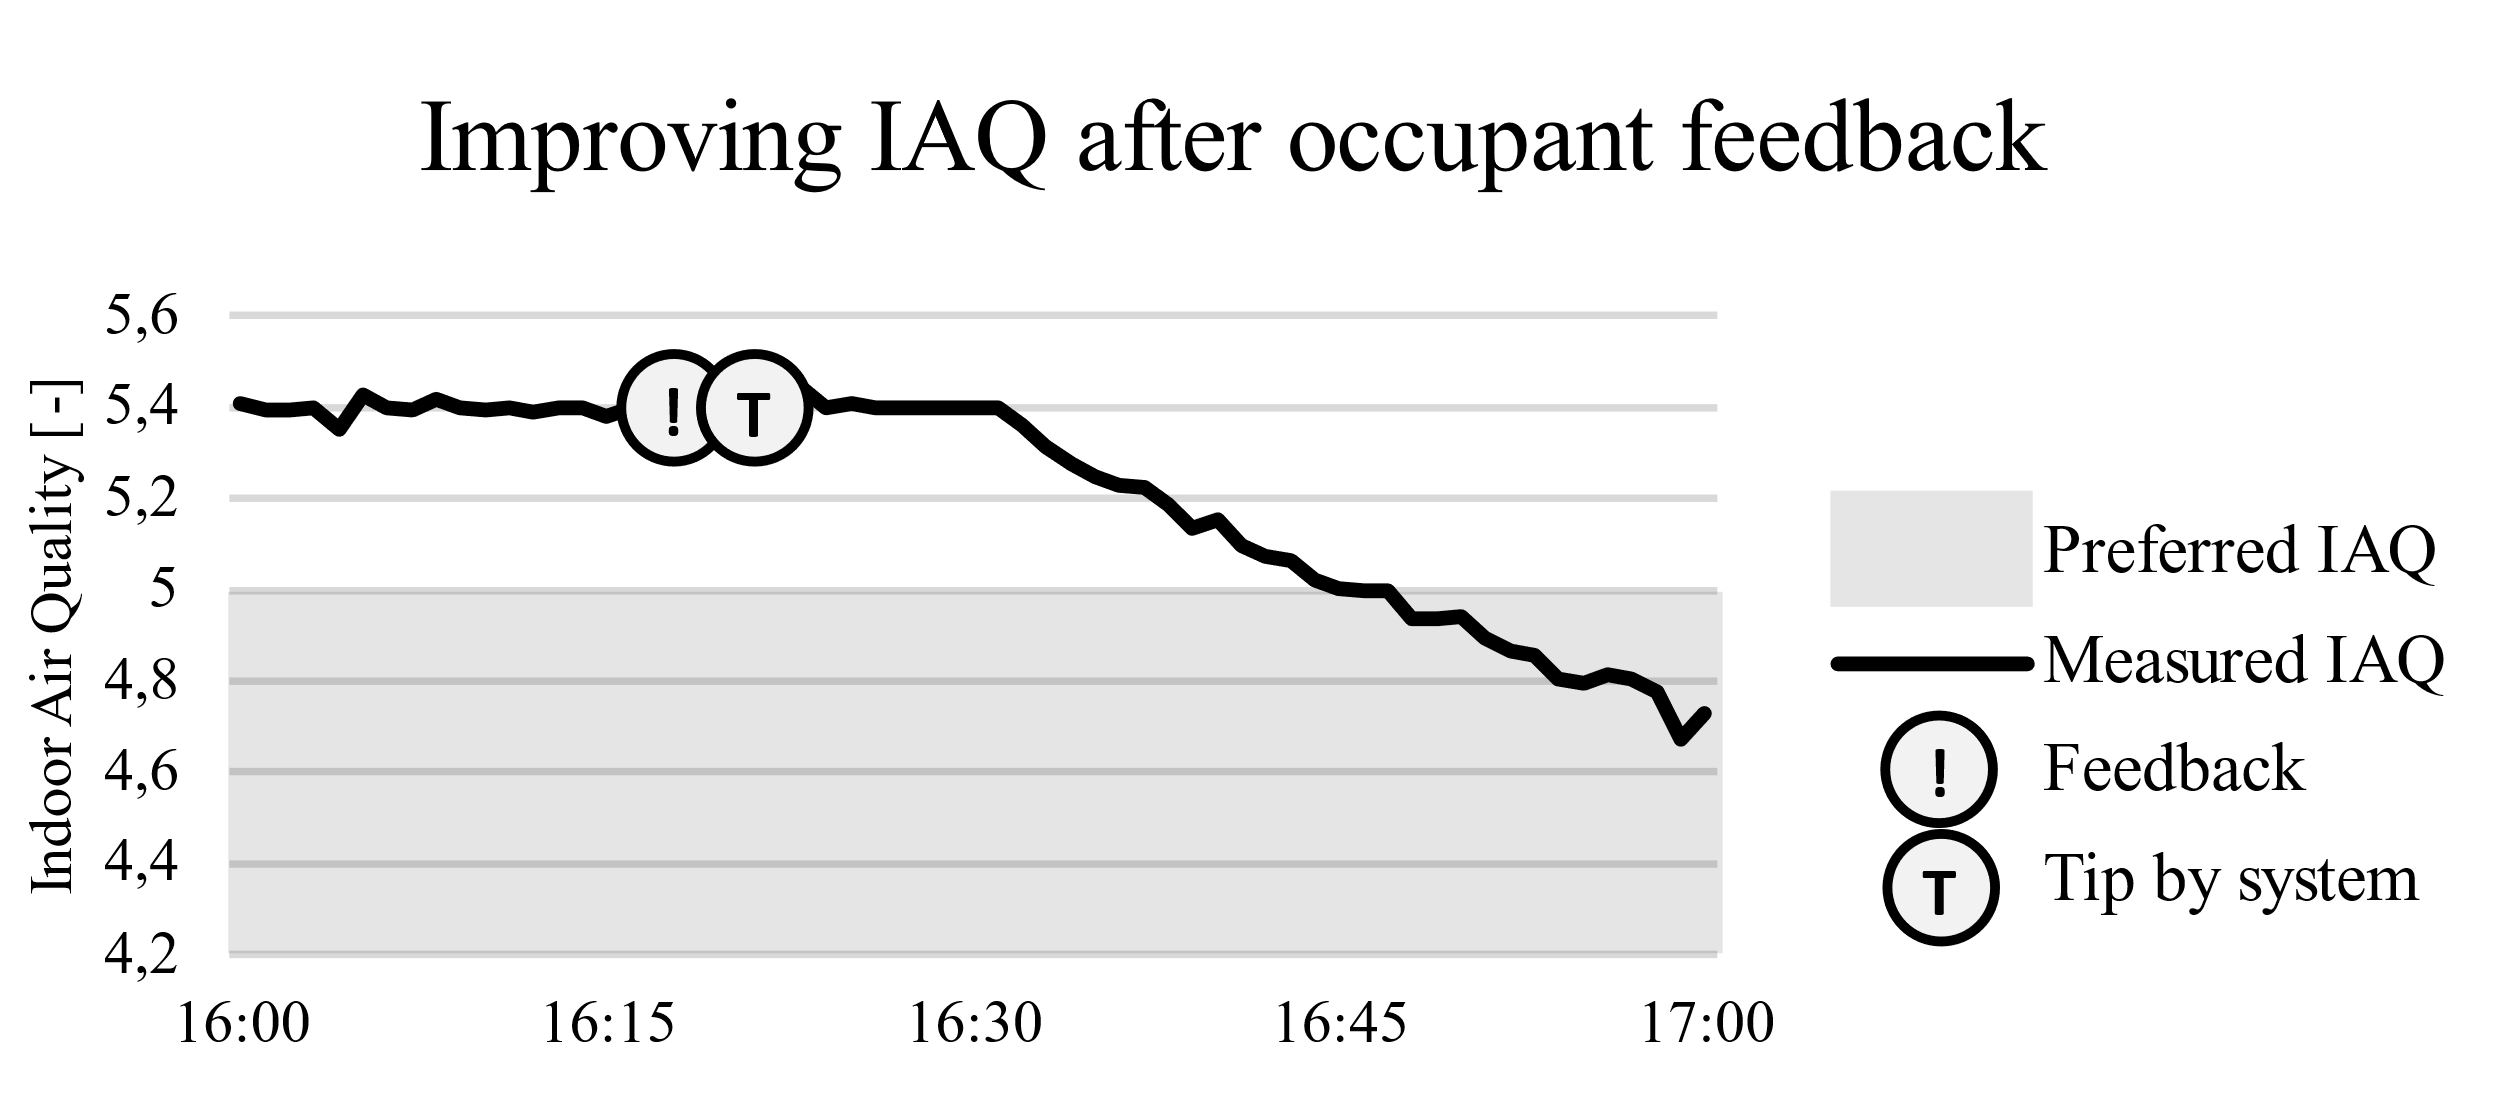 Improving IAQ after occupant feedback
Indoor Air Quality [-]
5,6
5,4
5,2
5
4,8
4,6
4,4
4,2
16:00 16:15 16:30 16:45 17:00
! T
Preferred IAQ
Measured IAQ
! Feedback
T Tip by system